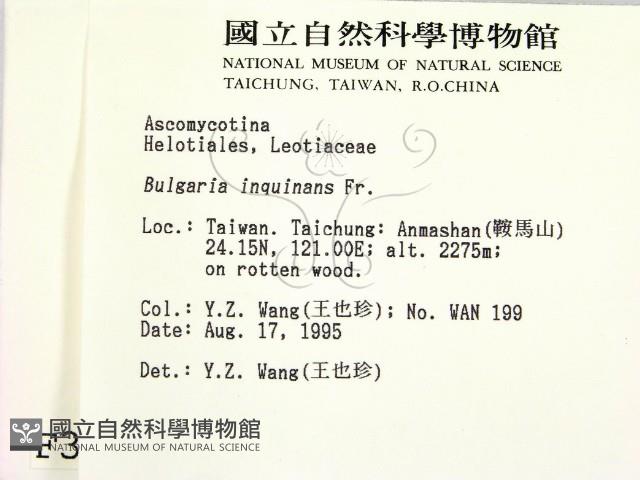 國立自然科學博物館
NATIONAL MUSEUM OF NATURAL SCIENCE
TAICHUNG, TAIWAN, R.O.CHINA
Ascomycotina
Helotiales, Leotiaceae
Bulgaria inquinans Fr.
Loc.: Taiwan. Taichung: Anmashan(鞍馬山)
24.15N, 121.00E; alt. 2275m;
on rotten wood.
Col.: Y.Z. Wang(王也珍); No. WAN 199
Date: Aug. 17, 1995
Det.: Y.Z. Wang(王也珍)
國立自然科學博物館
NATIONAL MUSEUM OF NATURAL SCIENCE
F3